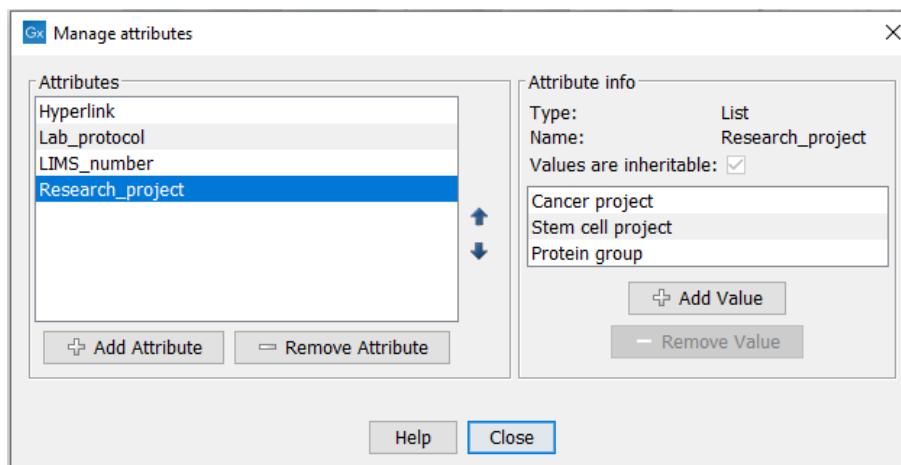 Gx Manage attributes
Attributes
Hyperlink
Lab_protocol
LIMS_number
Research_project
Add Attribute
Remove Attribute
Attribute info
Type: List
Name: Research_project
Values are inheritable:
Cancer project
Stem cell project
Protein group
Add Value
Remove Value
Help
Close